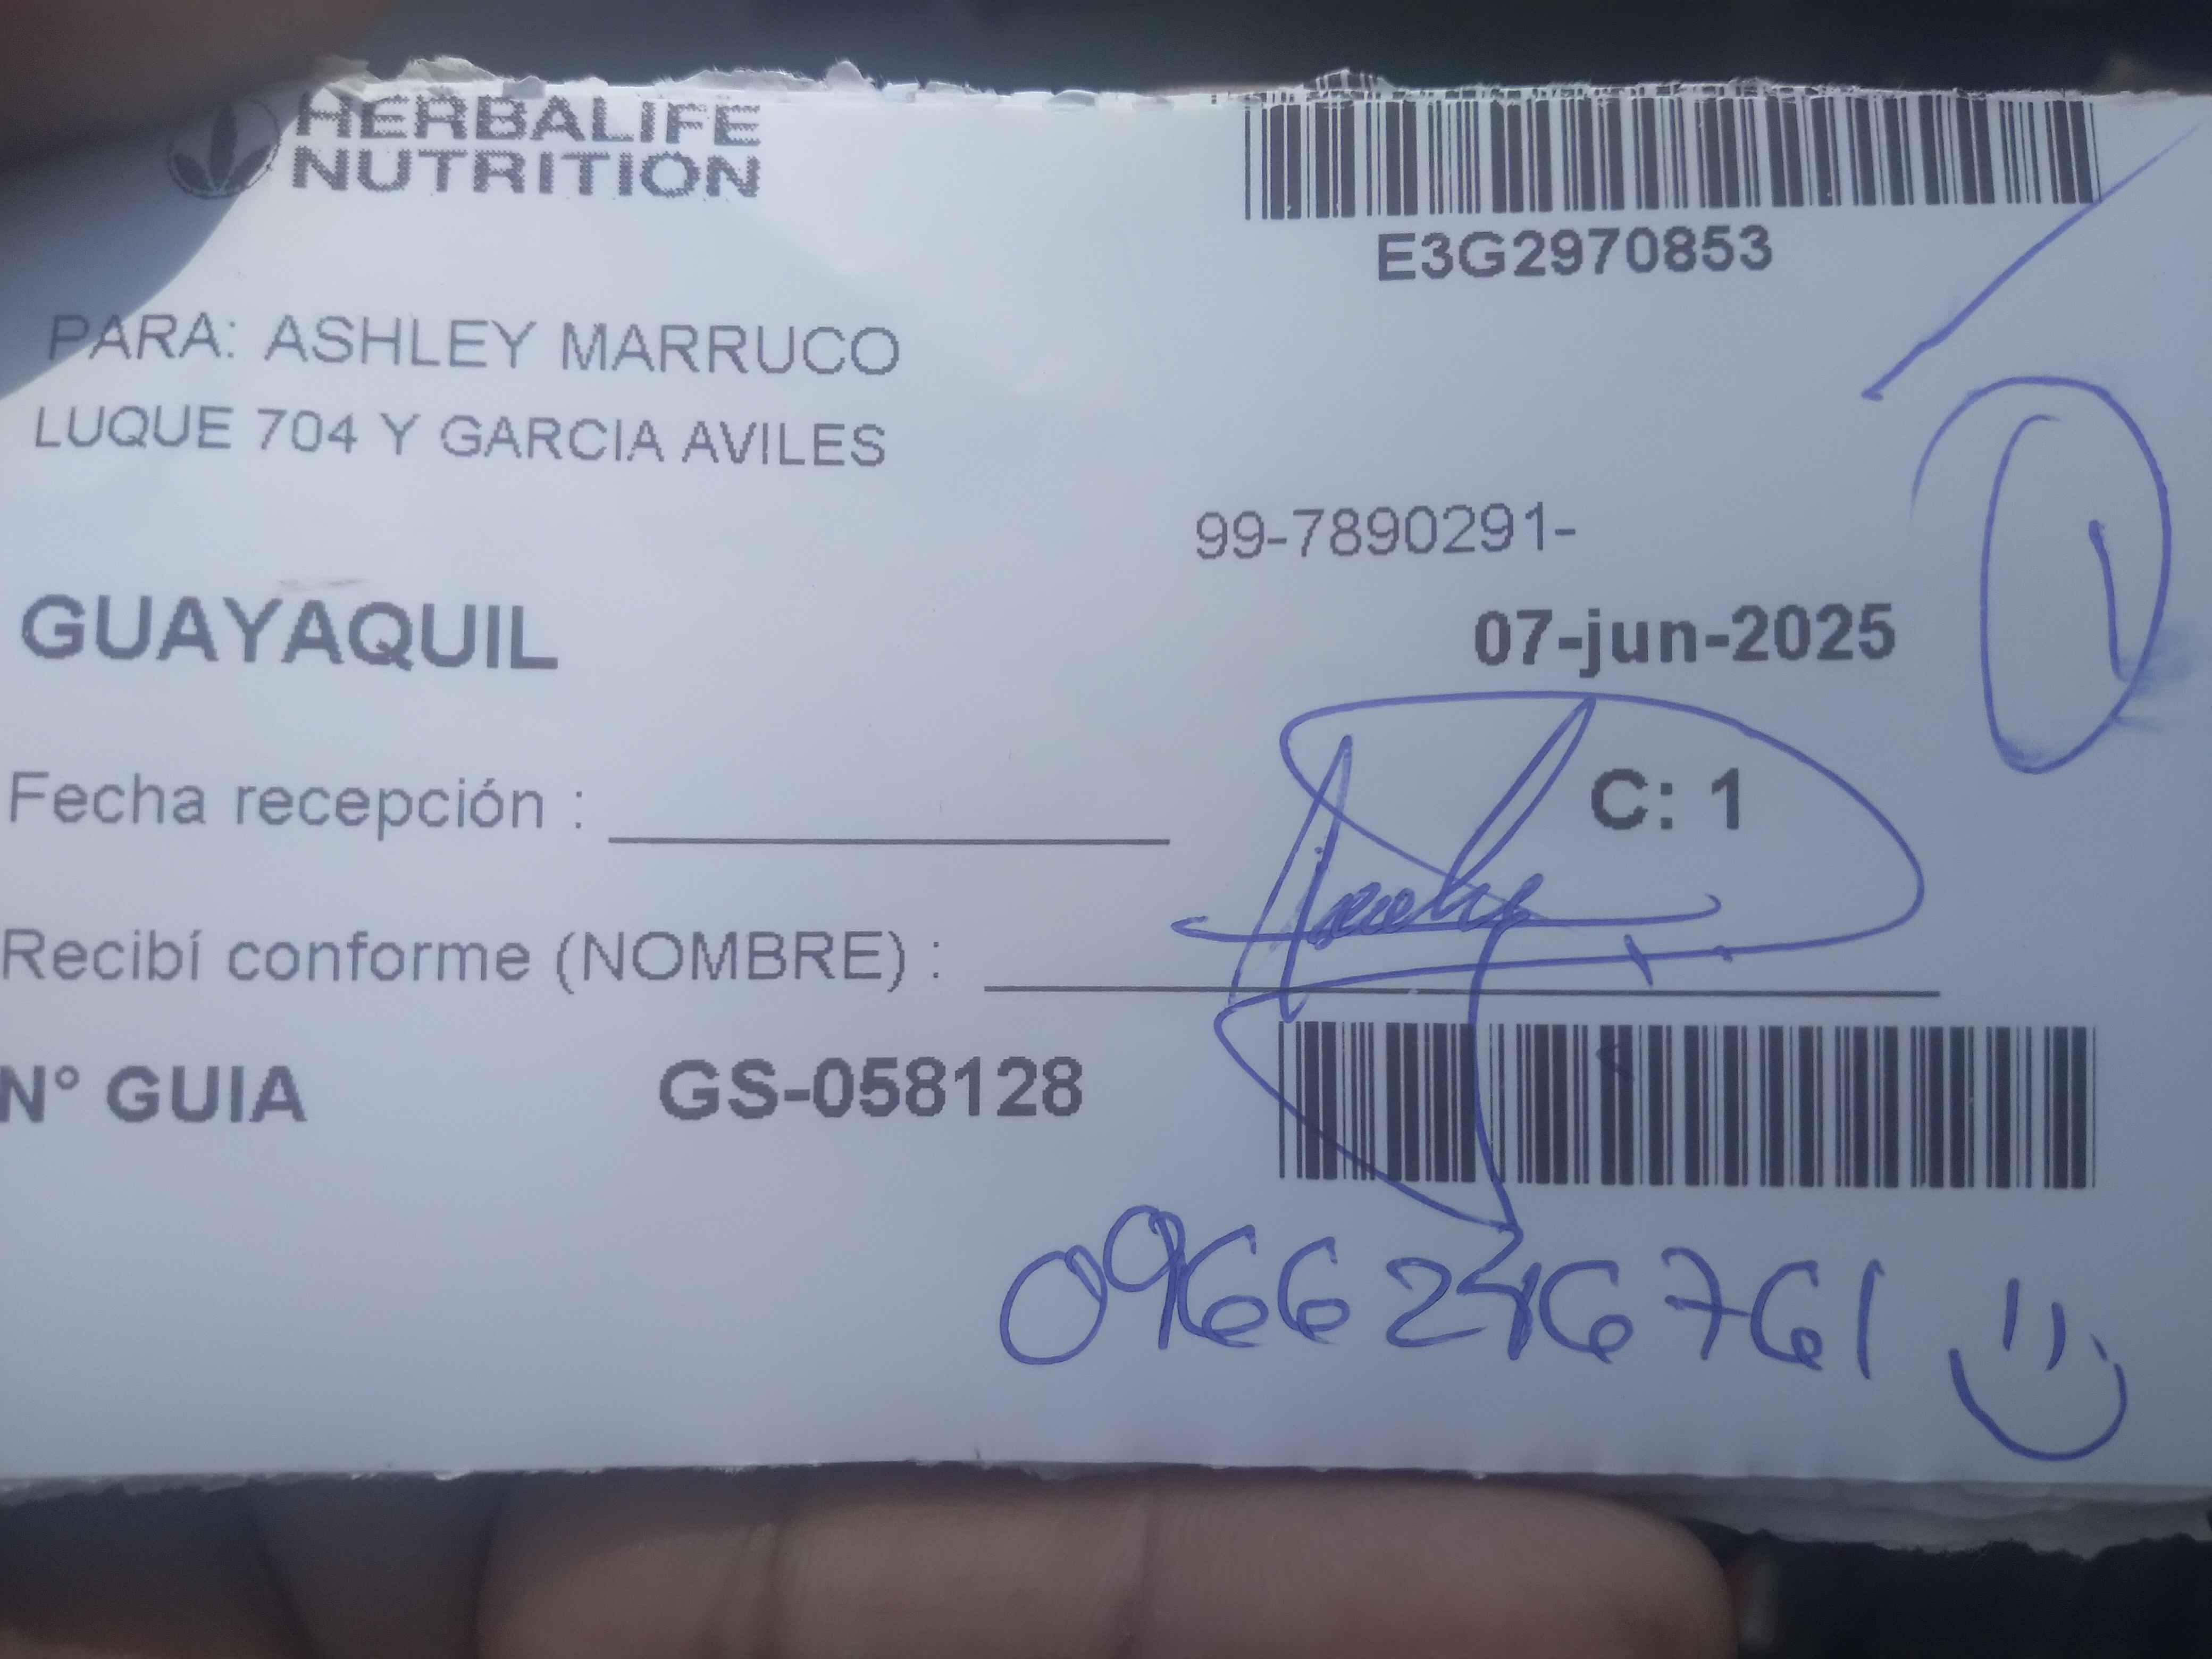 HERBALIFE
NUTRITION
E3G2970853
PARA: ASHLEY MARRUCO
LUQUE 704 Y GARCIA AVILES
99-7890291-
GUAYAQUIL
07-jun-2025
1
Fecha recepción :
C: 1
Recibí conforme (NOMBRE) :
N° GUIA GS-058128
0966246761